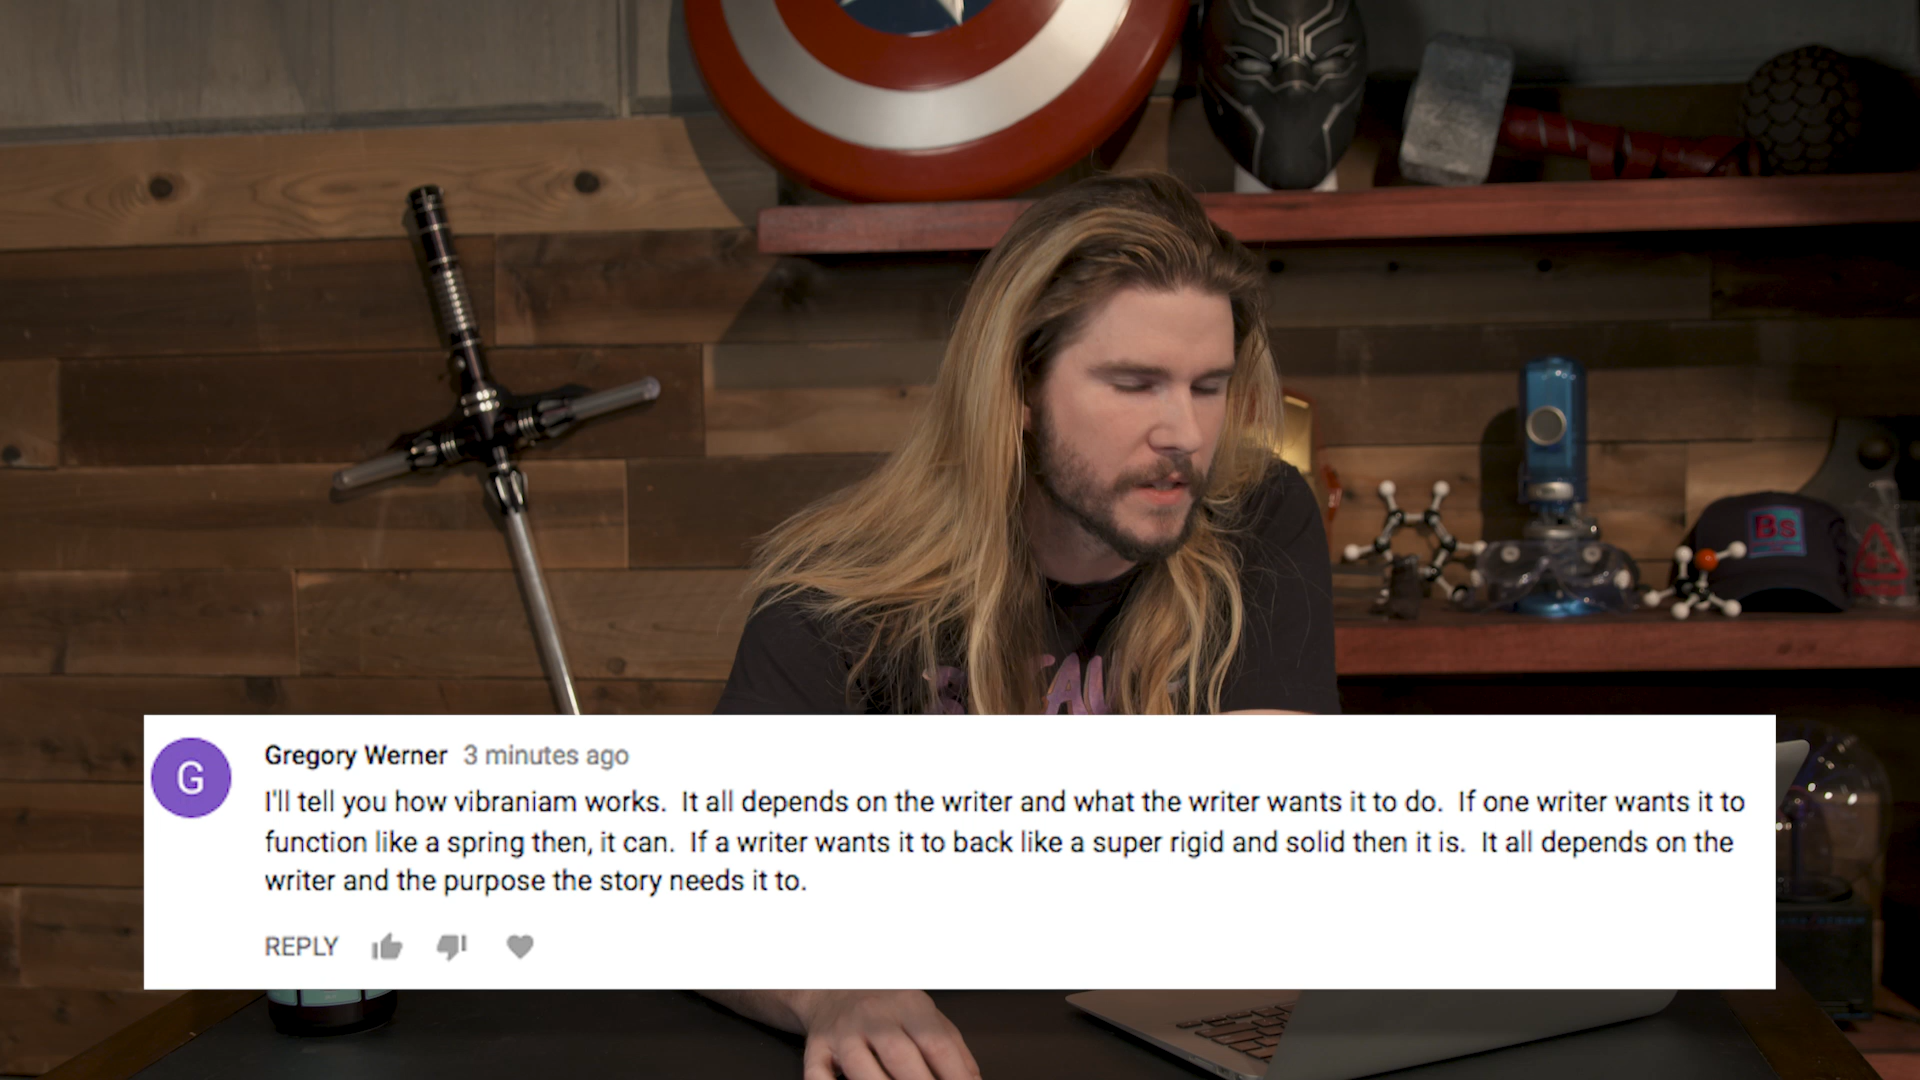 Bs
G
Gregory Werner 3 minutes ago
I'll tell you how vibraniam works. It all depends on the writer and what the writer wants it to do. If one writer wants it to
function like a spring then, it can. If a writer wants it to back like a super rigid and solid then it is. It all depends on the
writer and the purpose the story needs it to.
REPLY